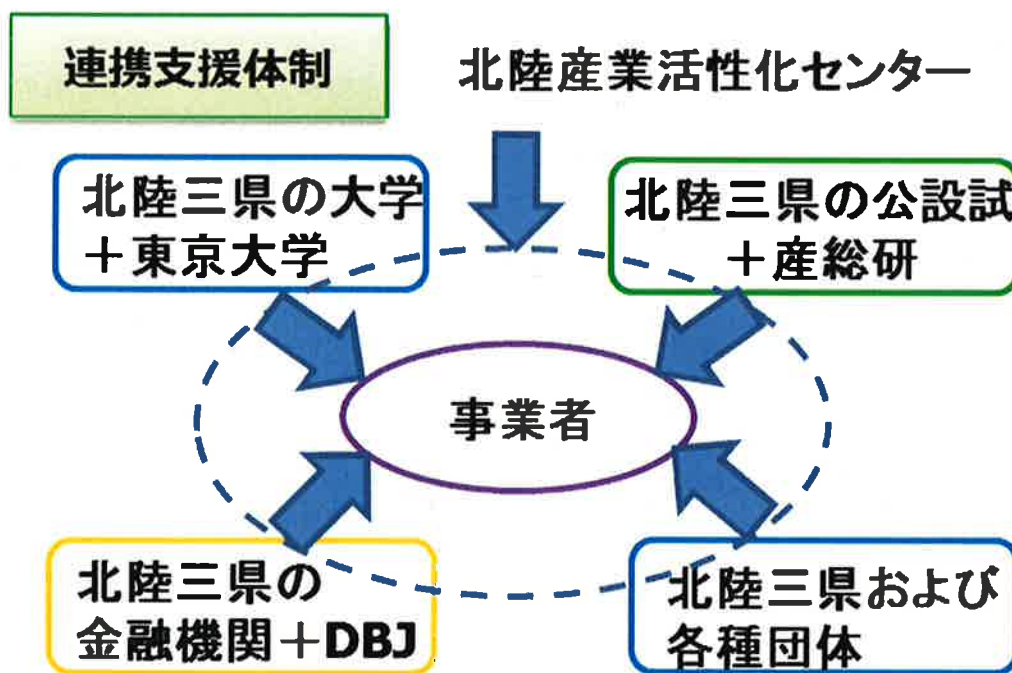 連携支援体制
北陸産業活性化センター
北陸三県の大学
＋東京大学
北陸三県の公設試
＋産総研
事業者
北陸三県の
金融機関＋DBJ
北陸三県および
各種団体